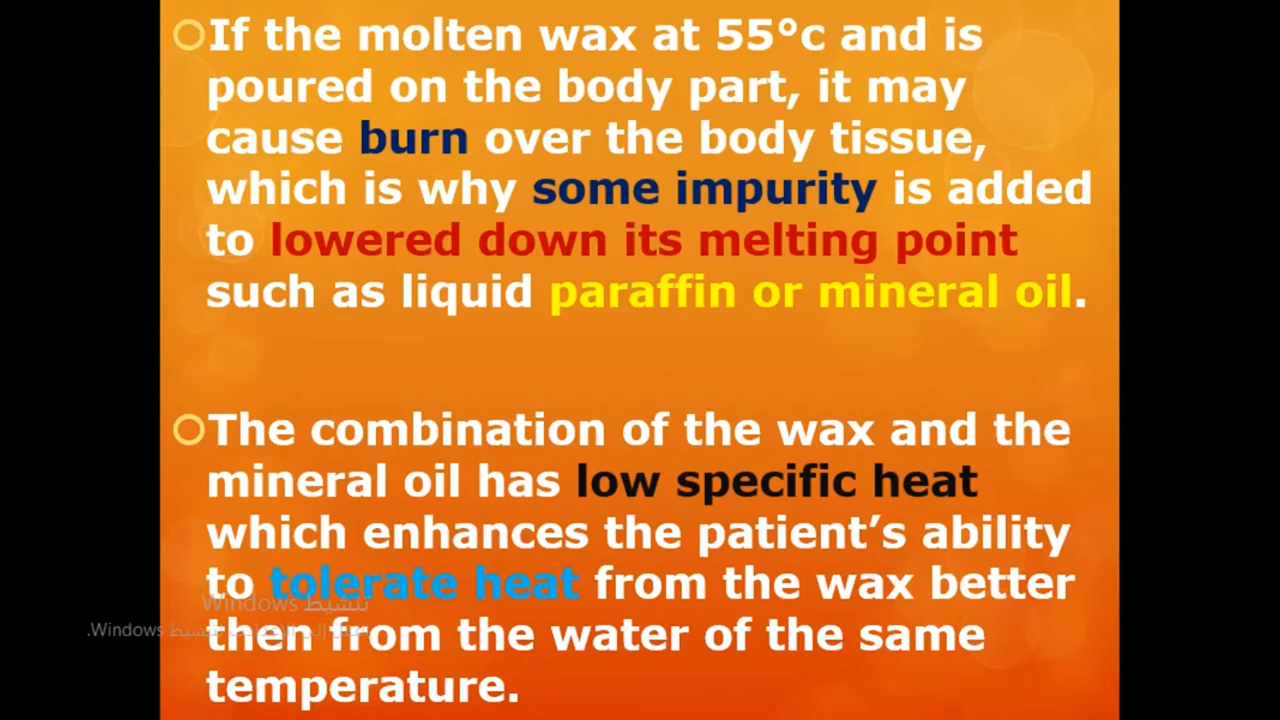 If the molten wax at 55°c and is
poured on the body part, it may
cause burn over the body tissue,
which is why some impurity is added
to lowered down its melting point
such as liquid paraffin or mineral oil.
The combination of the wax and the
mineral oil has low specific heat
which enhances the patient’s ability
to tolerate heat from the wax better
then from the water of the same
temperature.
تنشيط Windows
Windows.